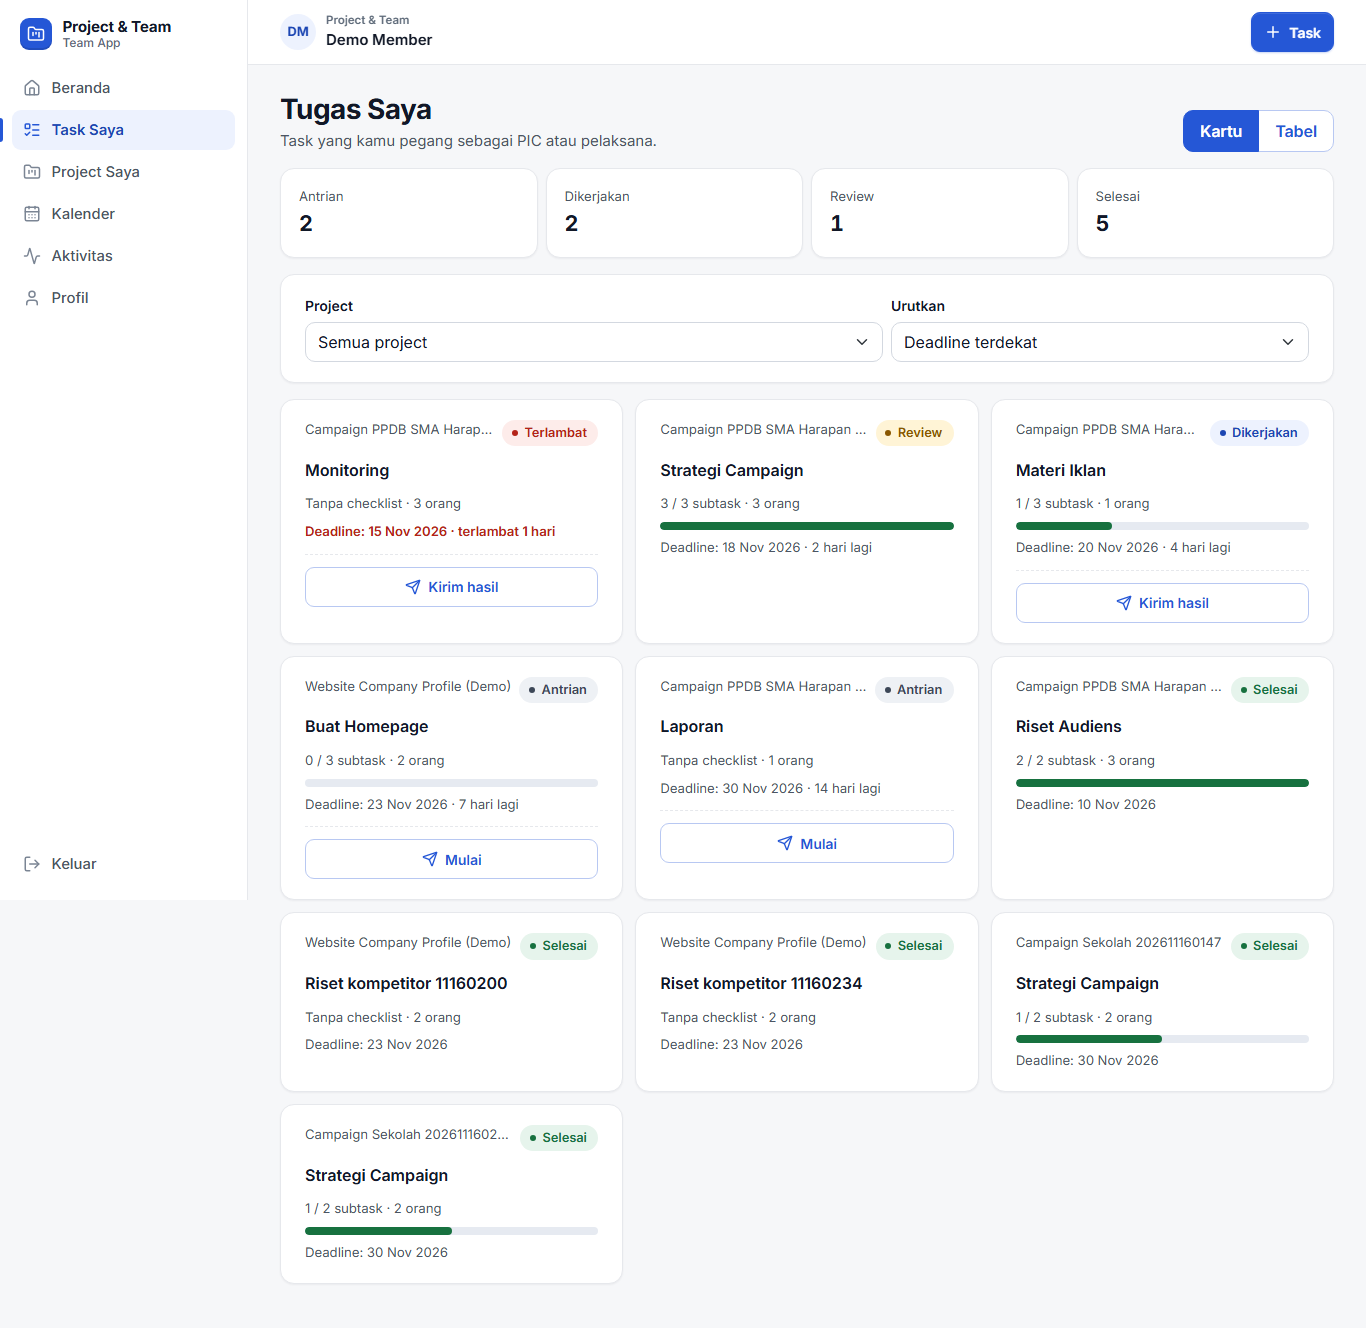 Project & Team
Team App
Beranda
Task Saya
Project Saya
Kalender
Aktivitas
Profil
Keluar
DM
Project & Team
Demo Member
+ Task
Tugas Saya
Task yang kamu pegang sebagai PIC atau pelaksana.
Kartu
Tabel
Antrian
2
Dikerjakan
2
Review
1
Selesai
5
Project
Semua project
Urutkan
Deadline terdekat
Campaign PPDB SMA Harap...
Terlambat
Monitoring
Tanpa checklist · 3 orang
Deadline: 15 Nov 2026 · terlambat 1 hari
Kirim hasil
Campaign PPDB SMA Harapan ...
Review
Strategi Campaign
3 / 3 subtask · 3 orang
Deadline: 18 Nov 2026 · 2 hari lagi
Campaign PPDB SMA Hara...
Dikerjakan
Materi Iklan
1 / 3 subtask · 1 orang
Deadline: 20 Nov 2026 · 4 hari lagi
Kirim hasil
Website Company Profile (Demo)
Antrian
Buat Homepage
0 / 3 subtask · 2 orang
Deadline: 23 Nov 2026 · 7 hari lagi
Mulai
Campaign PPDB SMA Harapan ...
Antrian
Laporan
Tanpa checklist · 1 orang
Deadline: 30 Nov 2026 · 14 hari lagi
Mulai
Campaign PPDB SMA Harapan ...
Selesai
Riset Audiens
2 / 2 subtask · 3 orang
Deadline: 10 Nov 2026
Website Company Profile (Demo)
Selesai
Riset kompetitor 11160200
Tanpa checklist · 2 orang
Deadline: 23 Nov 2026
Website Company Profile (Demo)
Selesai
Riset kompetitor 11160234
Tanpa checklist · 2 orang
Deadline: 23 Nov 2026
Campaign Sekolah 202611160147
Selesai
Strategi Campaign
1 / 2 subtask · 2 orang
Deadline: 30 Nov 2026
Campaign Sekolah 2026111602...
Selesai
Strategi Campaign
1 / 2 subtask · 2 orang
Deadline: 30 Nov 2026